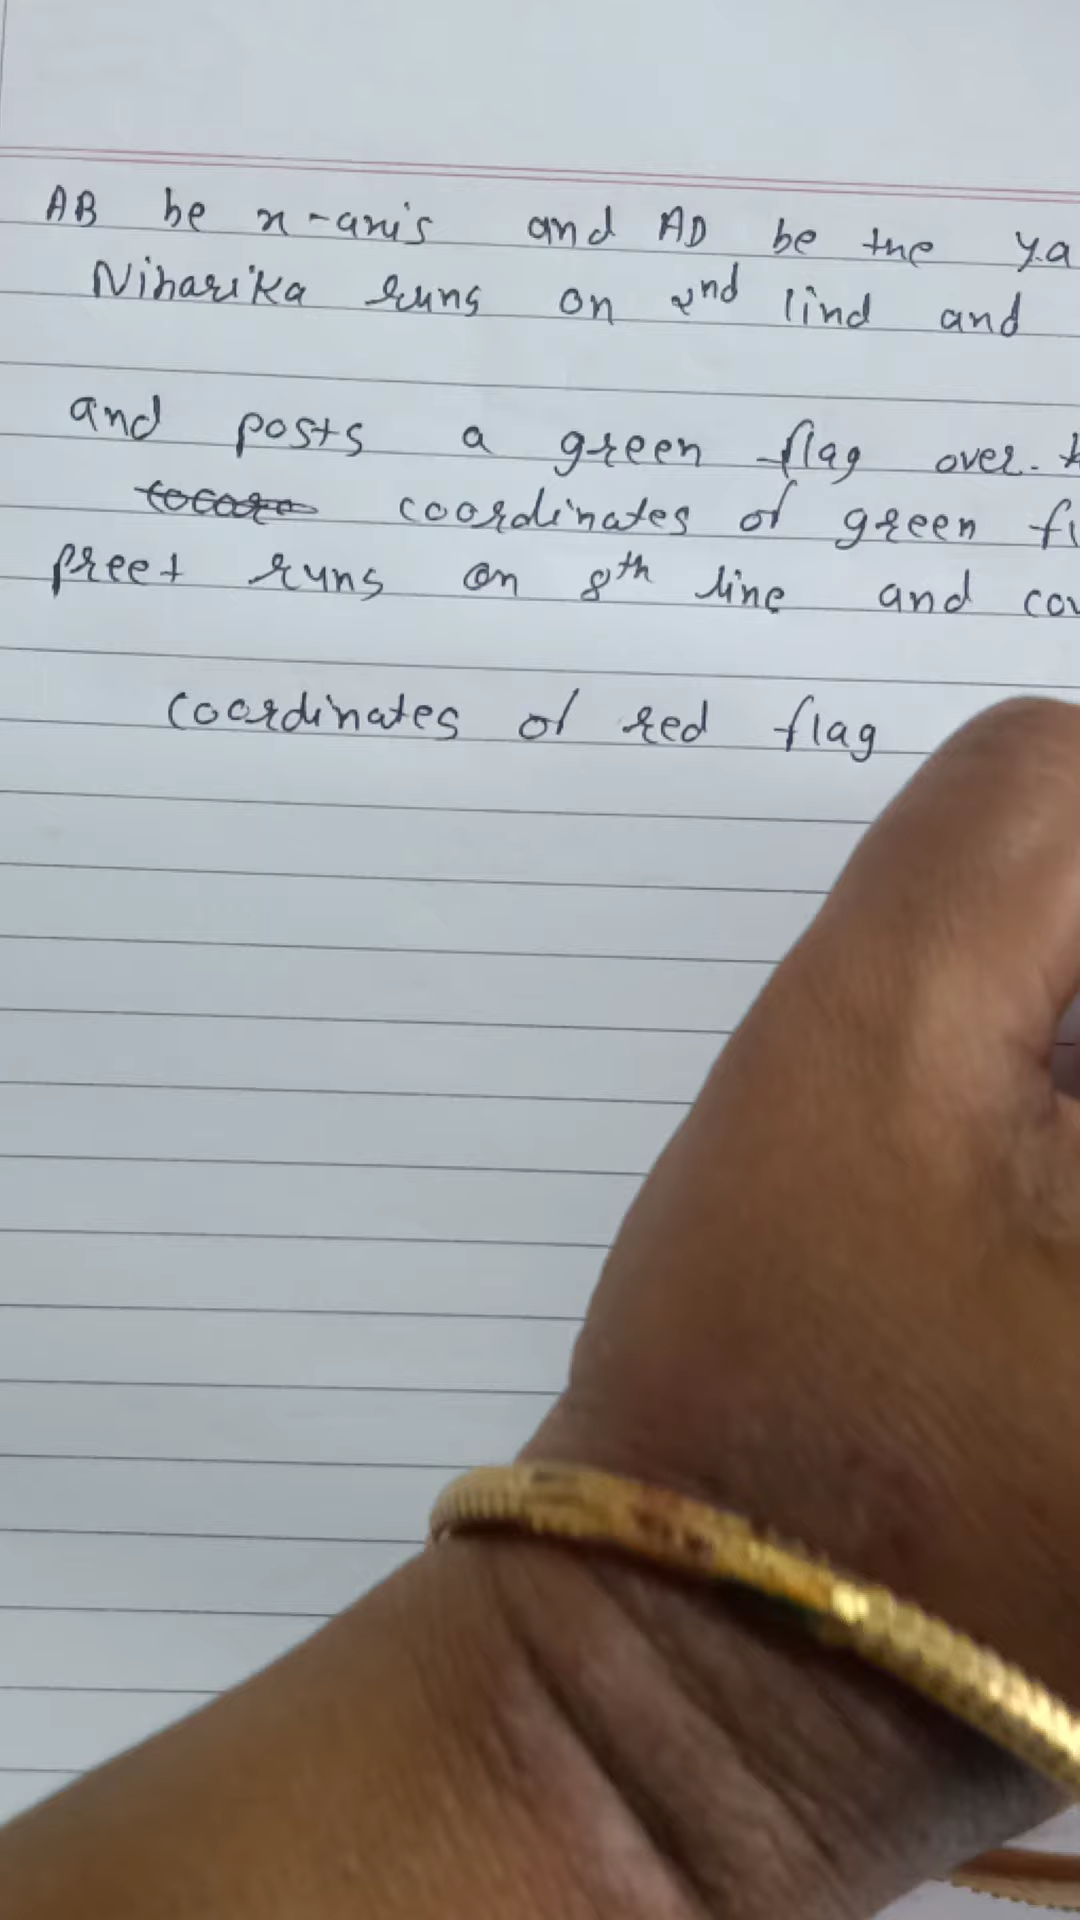 AB be x-axis and AD be the y.a
Niharika runs on 2nd lind and
and posts a green flag over.
coordinates of green
preet runs on 8th line and
coordinates of red flag